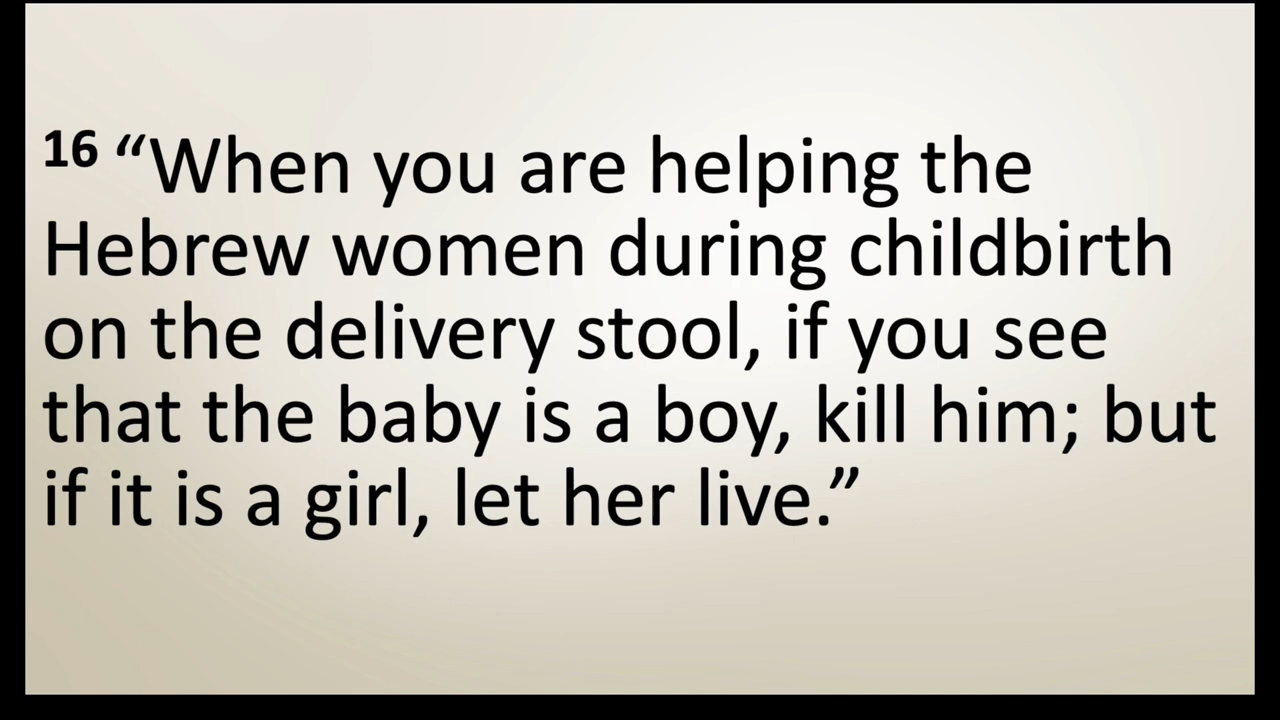 16 “When you are helping the
Hebrew women during childbirth
on the delivery stool, if you see
that the baby is a boy, kill him; but
if it is a girl, let her live.”